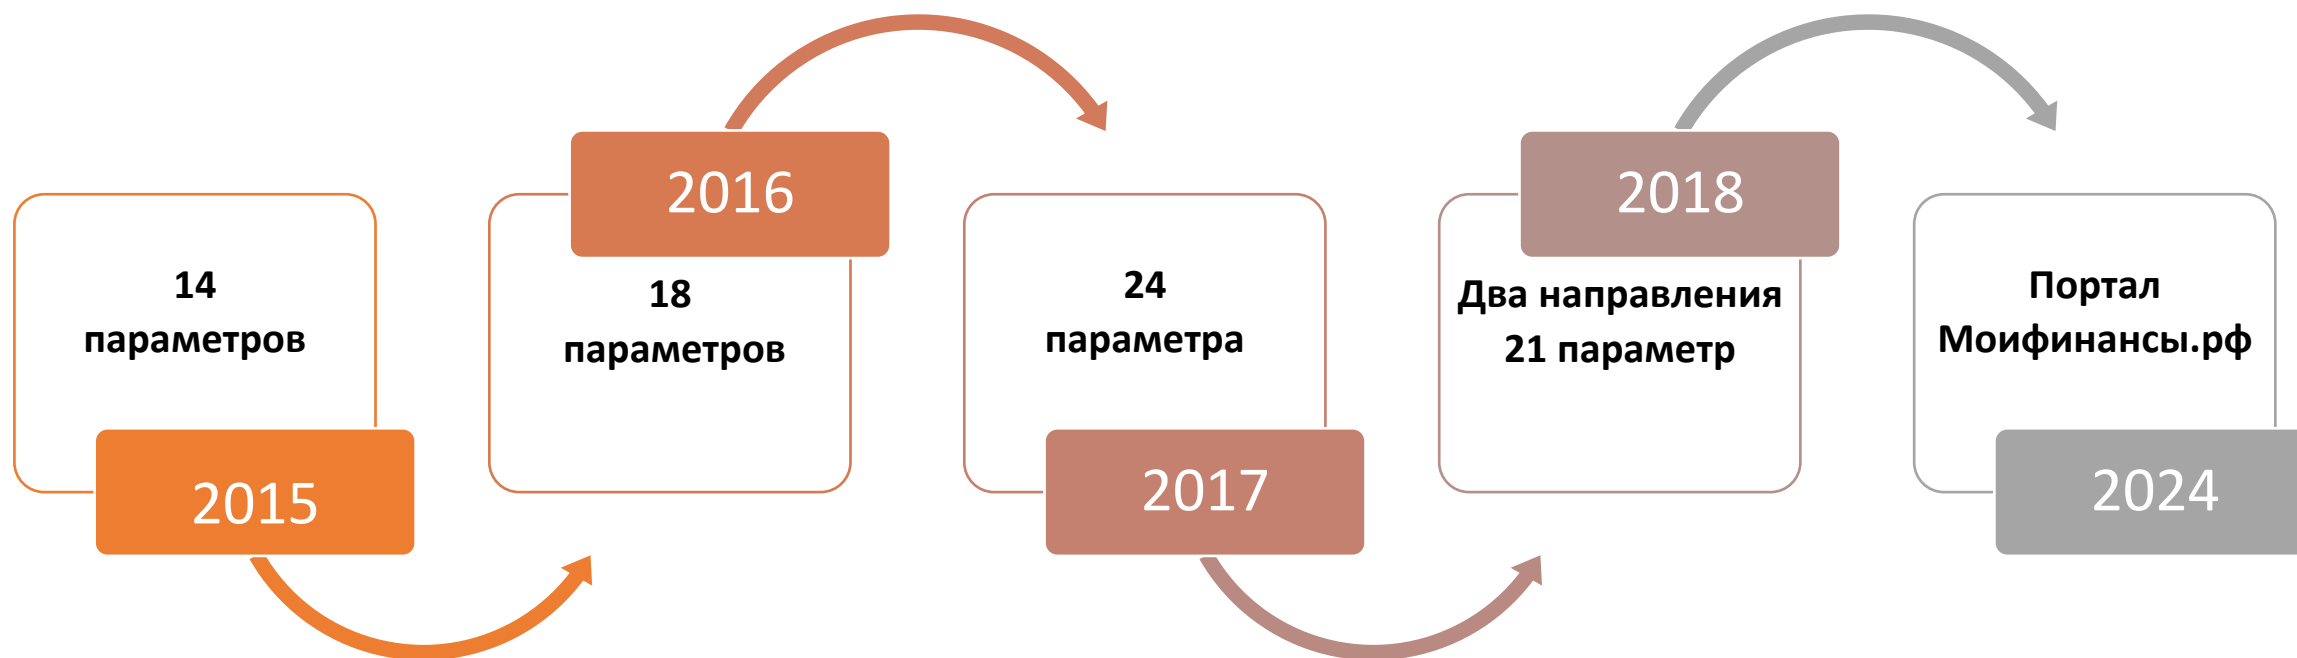 14
параметров
2015
2016
18
параметров
24
параметра
2017
2018
Два направления
21 параметр
Портал
Моифинансы.рф
2024